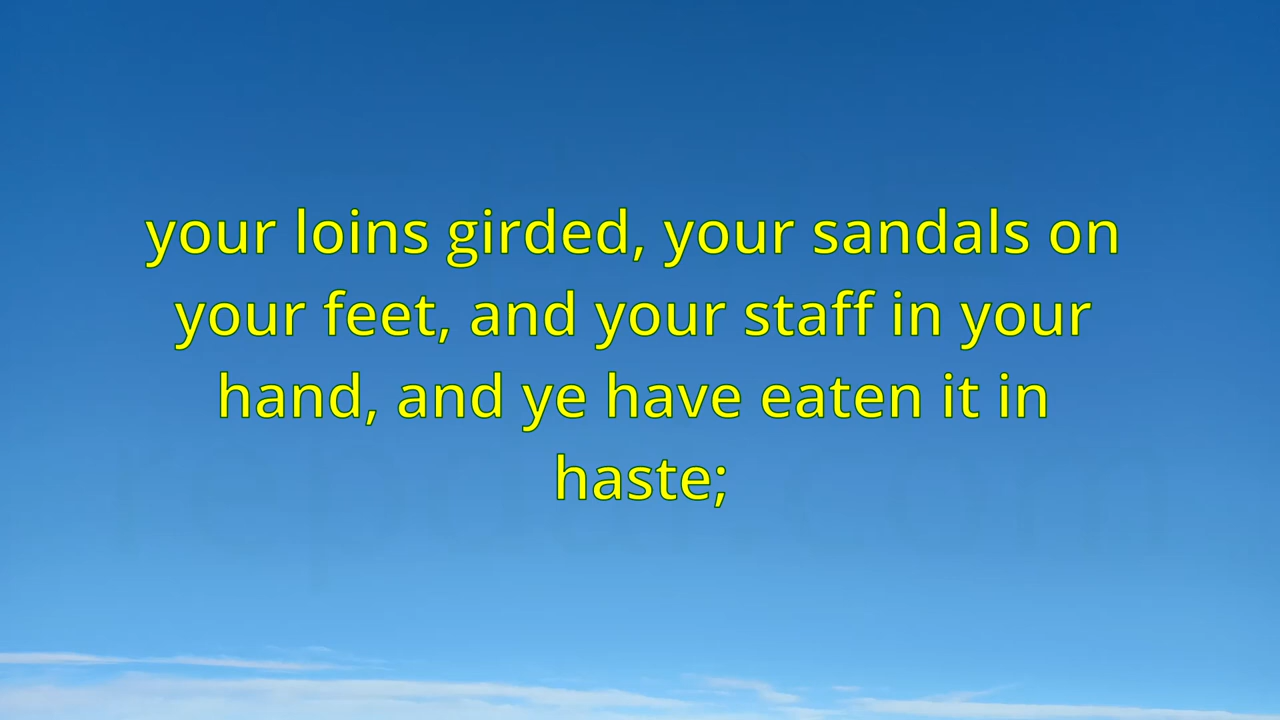 your loins girded, your sandals on
your feet, and your staff in your
hand, and ye have eaten it in
haste;